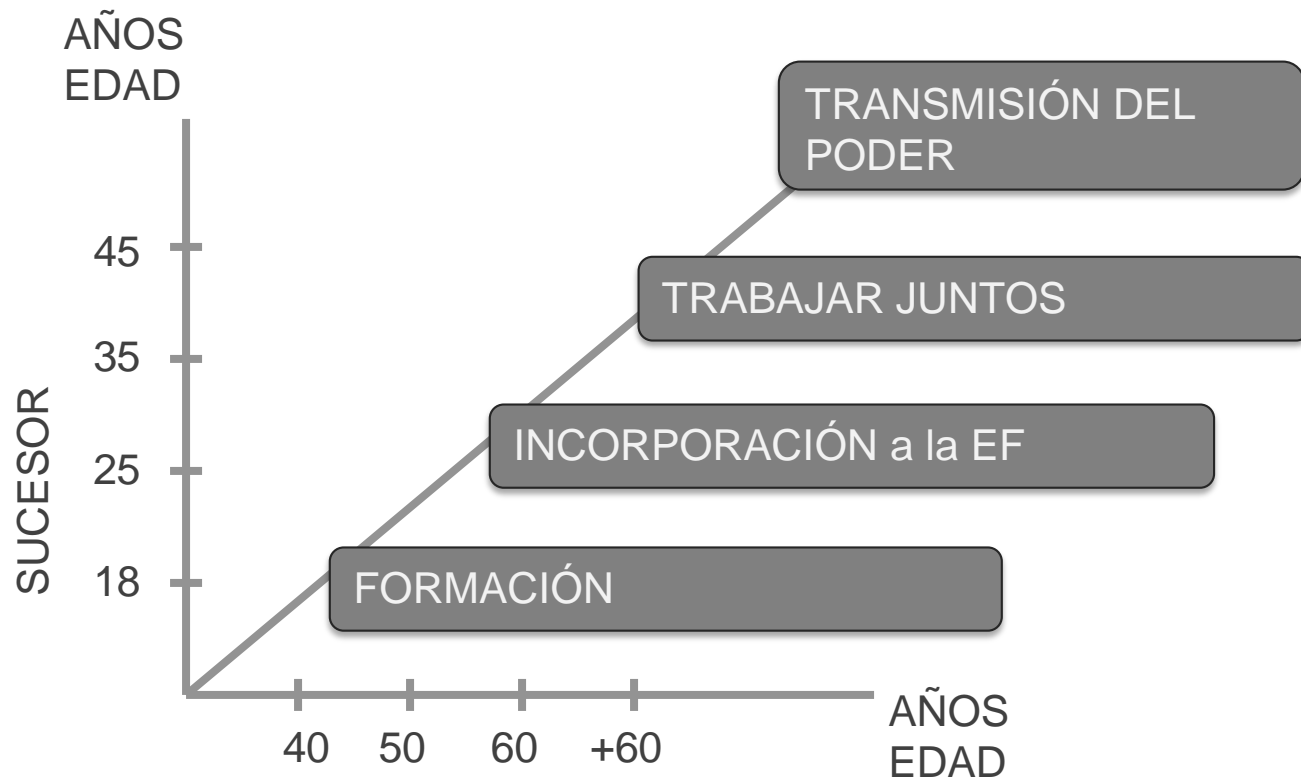 AÑOS
EDAD
TRANSMISIÓN DEL
PODER
45
TRABAJAR JUNTOS
35
SUCESOR
INCORPORACIÓN a la EF
25
18
FORMACIÓN
40 50 60 +60
AÑOS
EDAD